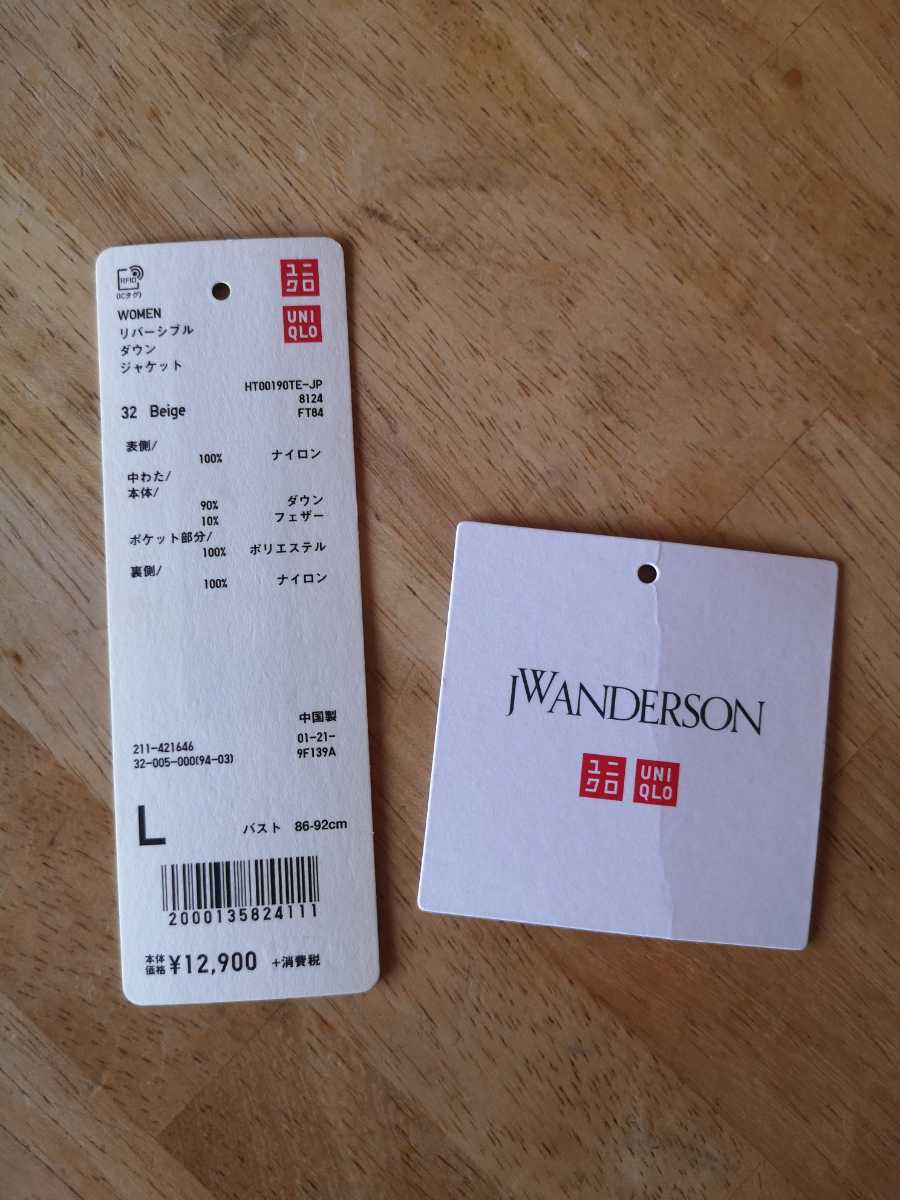 RFID
(ICタグ)
ユニ
クロ
UNI
QLO
WOMEN
リバーシブル
ダウン
ジャケット
HT00190TE-JP
8124
32 Beige FT84
表側/
100% ナイロン
中わた/
本体/
90% ダウン
10% フェザー
ポケット部分/
100% ポリエステル
裏側/
100% ナイロン
中国製
211-421646 01-21-
32-005-000(94-03) 9F139A
L バスト 86-92cm
2000135824111
本体
価格 ¥12,900 +消費税
JWANDERSON
ユニ
クロ
UNI
QLO